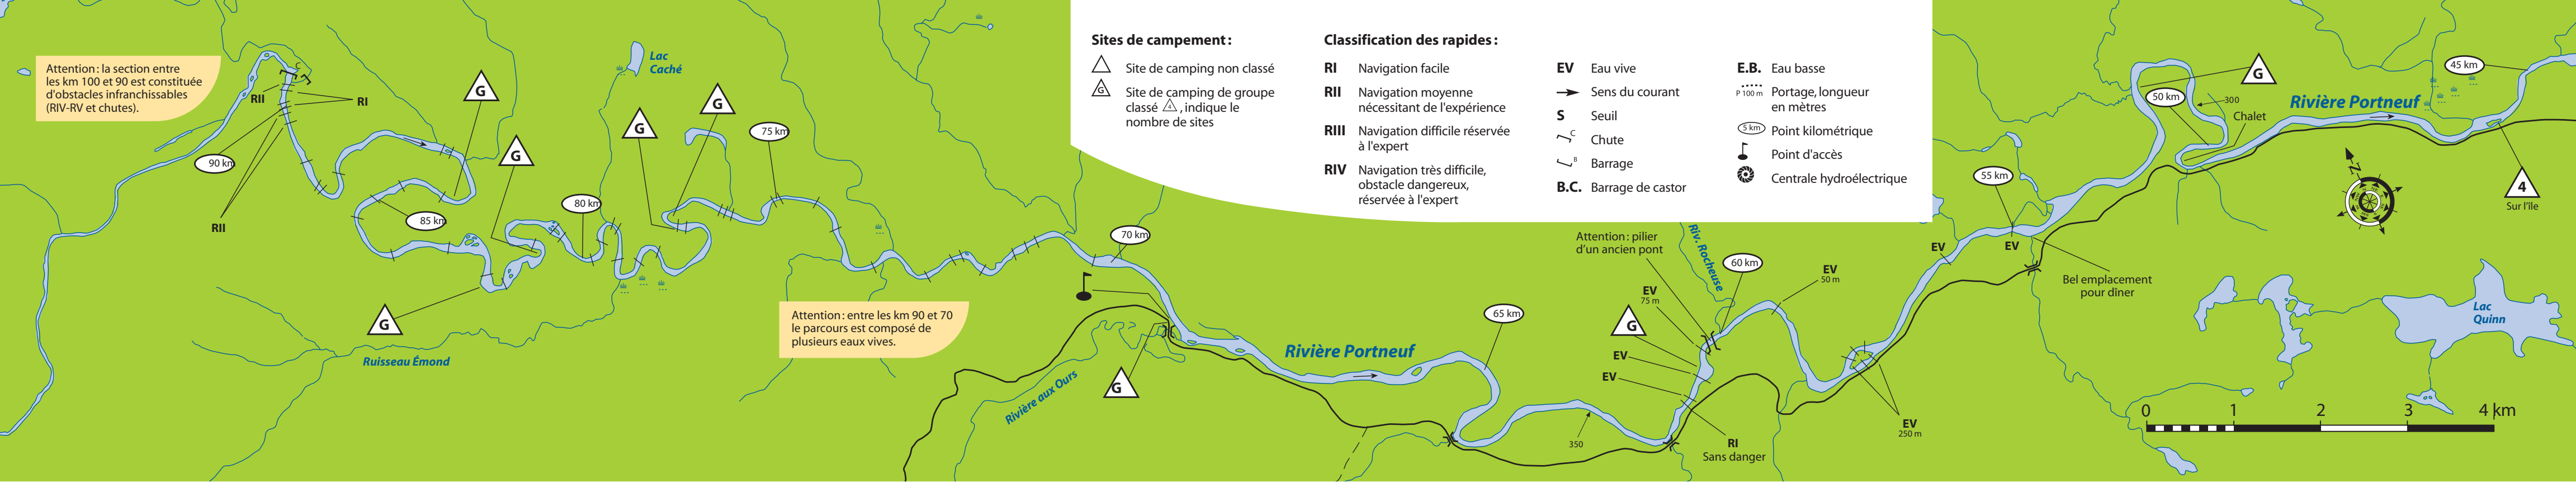 Attention : la section entre
les km 100 et 90 est constituée
d'obstacles infranchissables
(RIV-RV et chutes).
C
RII
RI
90 km
RII
G
G
85 km
G
Ruisseau Émond
Lac
Caché
G
G
75 km
80 km
Attention : entre les km 90 et 70
le parcours est composé de
plusieurs eaux vives.
70 km
Rivière aux Ours
G
Rivière Portneuf
65 km
350
Sites de campement :
Site de camping non classé
G
Site de camping de groupe
classé 4 , indique le
nombre de sites
Classification des rapides :
RI Navigation facile
RII Navigation moyenne
nécessitant de l'expérience
RIII Navigation difficile réservée
à l'expert
RIV Navigation très difficile,
obstacle dangereux,
réservée à l'expert
EV Eau vive
Sens du courant
S Seuil
C Chute
B Barrage
B.C. Barrage de castor
E.B. Eau basse
P 100 m Portage, longueur
en mètres
5 km Point kilométrique
Point d'accès
Centrale hydroélectrique
Attention : pilier
d'un ancien pont
Riv. Rocheuse
60 km
EV
75 m
EV
50 m
G
EV
EV
RI
Sans danger
EV
250 m
EV
EV
55 km
Bel emplacement
pour dîner
50 km
G
300
Chalet
Rivière Portneuf
45 km
N
4
Sur l'île
Lac
Quinn
0 1 2 3 4 km